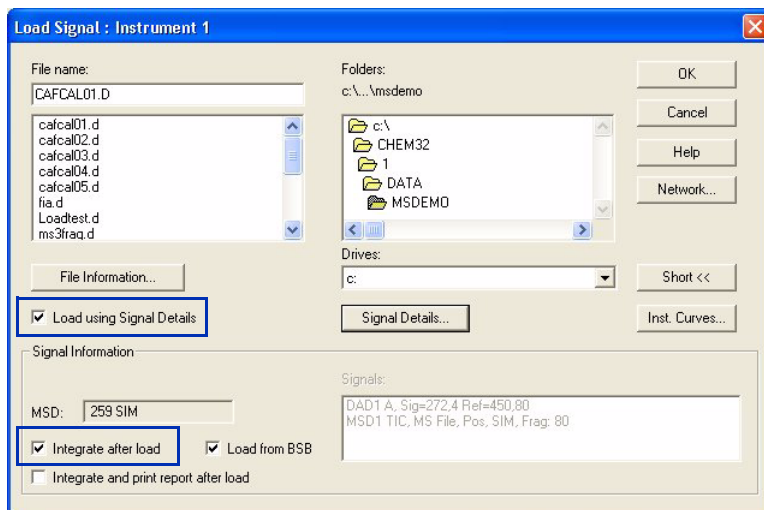 Load Signal : Instrument 1
File name:
CAFCAL01.D
cafcal01.d
cafcal02.d
cafcal03.d
cafcal04.d
cafcal05.d
fia.d
Loadtest.d
ms3frag.d
Folders:
c:\...\msdemo
c:\
CHEM32
1
DATA
MSDEMO
Drives:
c:
OK
Cancel
Help
Network...
File Information...
Short <<
Load using Signal Details
Signal Details...
Inst. Curves...
Signal Information
MSD: 259 SIM
Integrate after load
Load from BSB
Integrate and print report after load
Signals:
DAD1 A, Sig=272,4 Ref=450,80
MSD1 TIC, MS File, Pos, SIM, Frag: 80